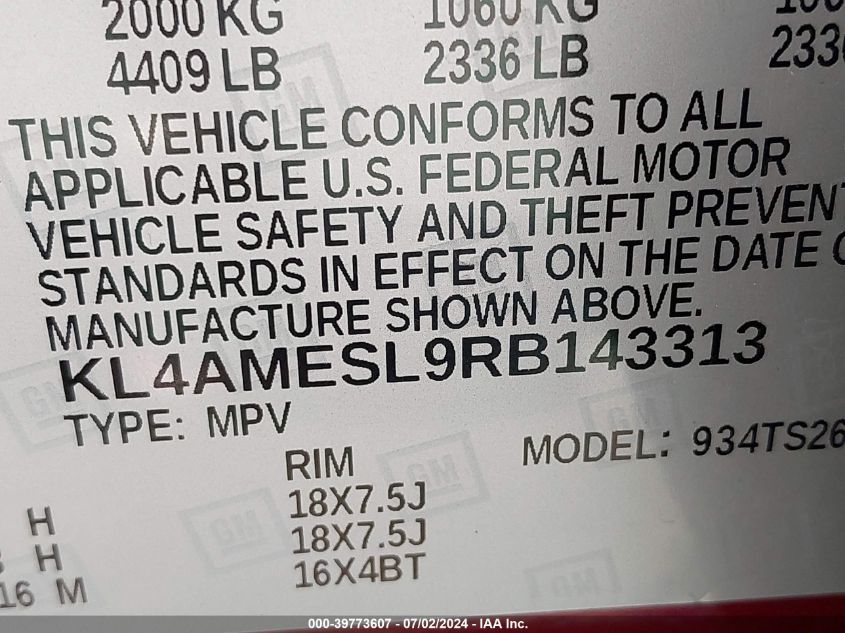 2000 KG 1060 KG
4409 LB 2336 LB 233
THIS VEHICLE CONFORMS TO ALL
APPLICABLE U.S. FEDERAL MOTOR
VEHICLE SAFETY AND THEFT PREVEN
STANDARDS IN EFFECT ON THE DATE
MANUFACTURE SHOWN ABOVE.
KL4AMESL9RB143313
TYPE: MPV MODEL: 934TS26
RIM
H 18X7.5J
H 18X7.5J
16 M 16X4BT
000-39773607 - 07/02/2024 - IAA Inc.